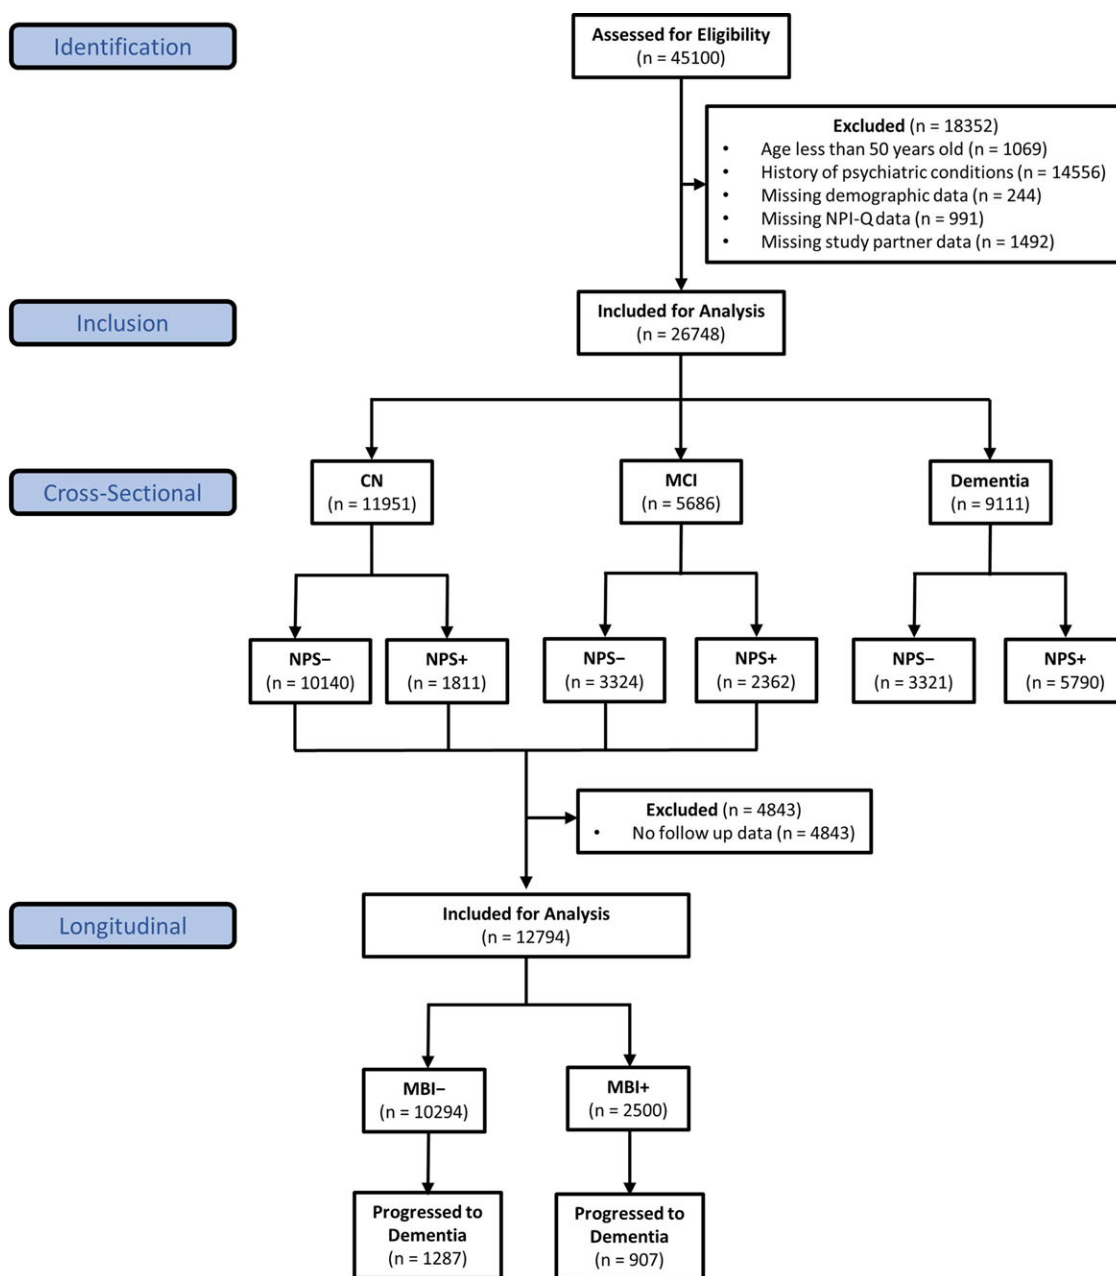 Identification
Assessed for Eligibility
(n = 45100)
Excluded (n = 18352)
• Age less than 50 years old (n = 1069)
• History of psychiatric conditions (n = 14556)
• Missing demographic data (n = 244)
• Missing NPI-Q data (n = 991)
• Missing study partner data (n = 1492)
Inclusion
Included for Analysis
(n = 26748)
Cross-Sectional
CN
(n = 11951)
MCI
(n = 5686)
Dementia
(n = 9111)
NPS−
(n = 10140)
NPS+
(n = 1811)
NPS−
(n = 3324)
NPS+
(n = 2362)
NPS−
(n = 3321)
NPS+
(n = 5790)
Excluded (n = 4843)
• No follow up data (n = 4843)
Longitudinal
Included for Analysis
(n = 12794)
MBI−
(n = 10294)
MBI+
(n = 2500)
Progressed to
Dementia
(n = 1287)
Progressed to
Dementia
(n = 907)